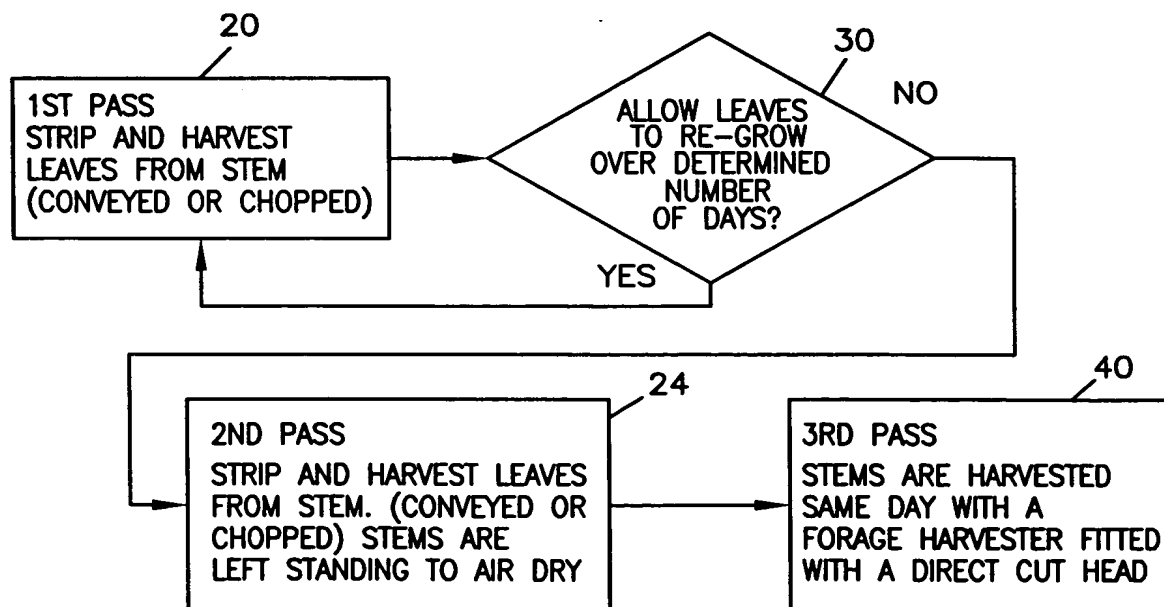 20
1ST PASS
STRIP AND HARVEST
LEAVES FROM STEM
(CONVEYED OR CHOPPED)
30
ALLOW LEAVES
TO RE-GROW
OVER DETERMINED
NUMBER
OF DAYS?
NO
YES
24
2ND PASS
STRIP AND HARVEST LEAVES
FROM STEM. (CONVEYED OR
CHOPPED) STEMS ARE
LEFT STANDING TO AIR DRY
40
3RD PASS
STEMS ARE HARVESTED
SAME DAY WITH A
FORAGE HARVESTER FITTED
WITH A DIRECT CUT HEAD